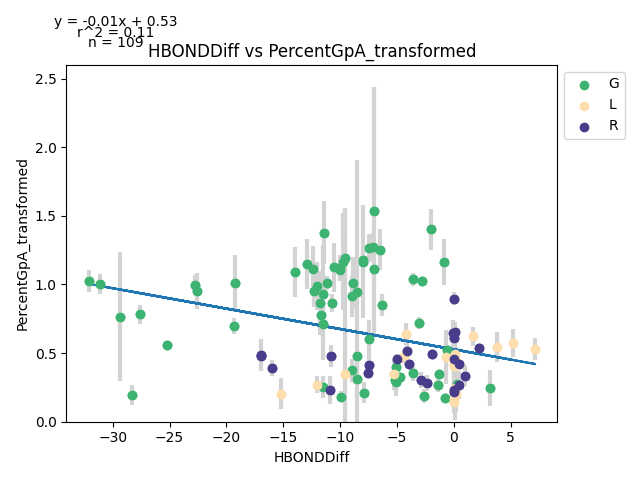 y = -0.01x + 0.53
r^2 = 0.11
n = 109
HBONDDiff vs PercentGpA_transformed
G
L
R
PercentGpA_transformed
2.5
2.0
1.5
1.0
0.5
0.0
−30
−25
−20
−15
−10
−5
0
5
HBONDDiff